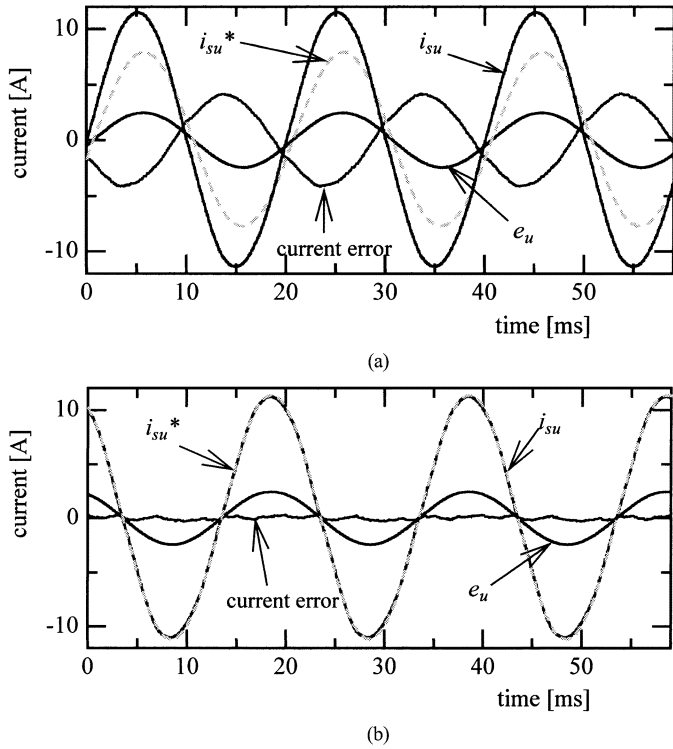 10
i_su*
i_su
current [A]
0
-10
current error
e_u
0 10 20 30 40 50
time [ms]
(a)
10
i_su*
i_su
current [A]
0
-10
current error
e_u
0 10 20 30 40 50
time [ms]
(b)